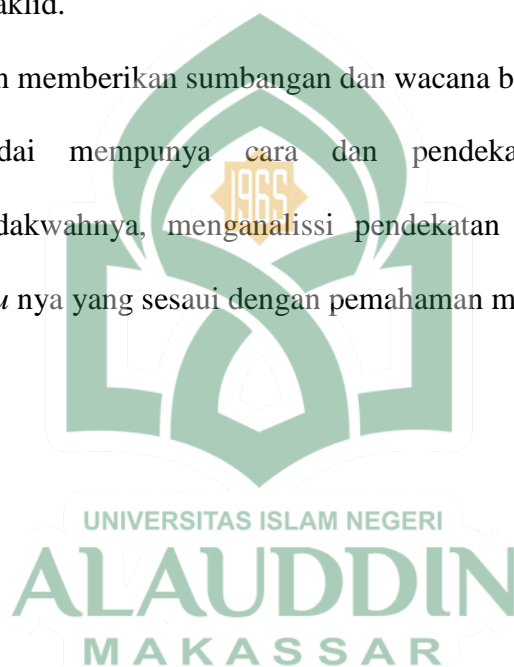 aklid.
n memberikan sumbangan dan wacana b
dai mempunya cara dan pendeka
dakwahnya, menganalissi pendekatan
u nya yang sesaui dengan pemahaman m
1965
UNIVERSITAS ISLAM NEGERI
ALAUDDIN
MAKASSAR